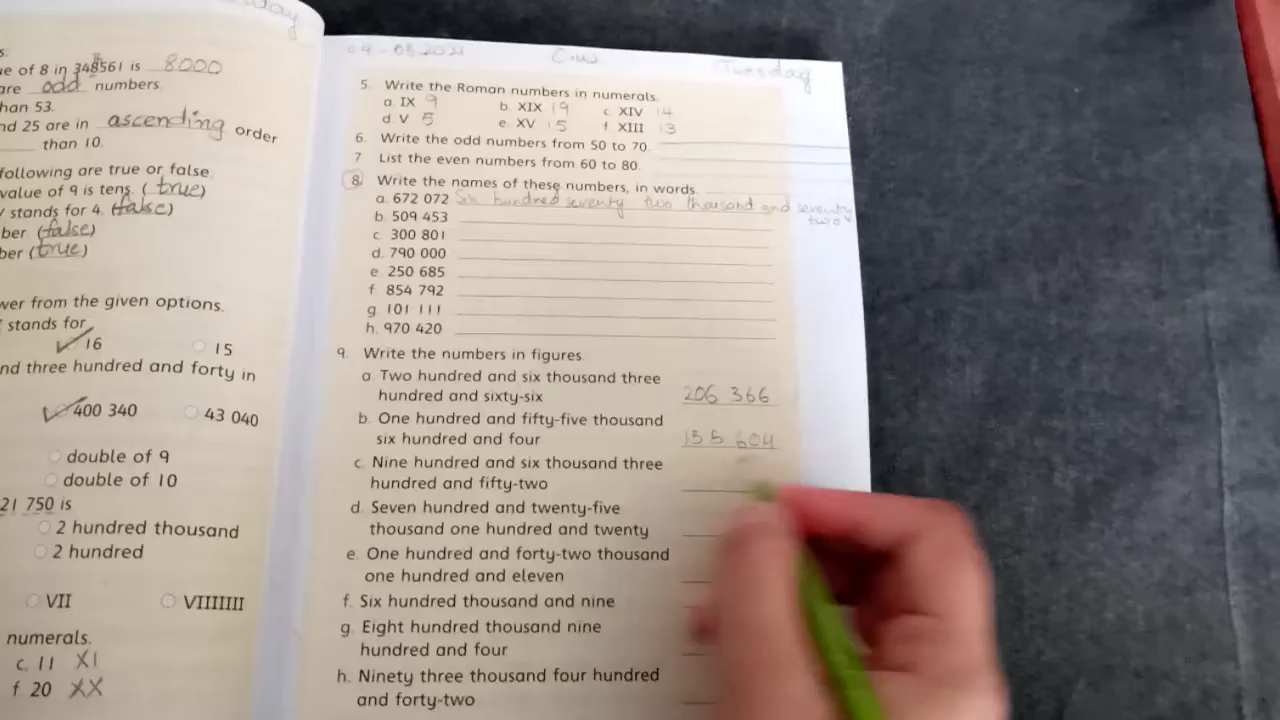 s.
ue of 8 in 348561 is 8000
are odd numbers.
han 53.
nd 25 are in ascending order
than 10.
following are true or false.
value of 9 is tens. (true)
stands for 4. (false)
ber (false)
ber (true)
wer from the given options.
stands for
16 15
nd three hundred and forty in
400 340 43 040
double of 9
double of 10
21 750 is
2 hundred thousand
2 hundred
VII VIIIIIII
numerals.
c. 11 XI
f 20 XX
04-05 2021 C.W Tuesday
5. Write the Roman numbers in numerals.
a. IX 9 b. XIX 19 c. XIV 14
d. V 5 e. XV 15 f. XIII 13
6. Write the odd numbers from 50 to 70.
7 List the even numbers from 60 to 80.
8. Write the names of these numbers, in words.
a. 672 072 Six hundred seventy two thousand and seventy
two
b. 509 453
c. 300 801
d. 790 000
e. 250 685
f. 854 792
g. 101 111
h. 970 420
9. Write the numbers in figures.
a. Two hundred and six thousand three
hundred and sixty-six 206 366
b. One hundred and fifty-five thousand
six hundred and four 155 604
c. Nine hundred and six thousand three
hundred and fifty-two
d. Seven hundred and twenty-five
thousand one hundred and twenty
e. One hundred and forty-two thousand
one hundred and eleven
f. Six hundred thousand and nine
g. Eight hundred thousand nine
hundred and four
h. Ninety three thousand four hundred
and forty-two